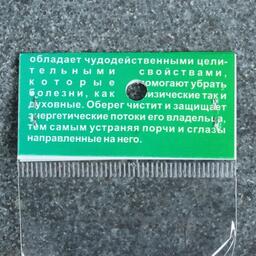 обладает чудодейственными цели-
тельными свойствами,
которые помогают убрать
болезни, как физические так и
духовные. Оберег чистит и защищает
энергетические потоки его владельца,
тем самым устраняя порчи и сглазы
направленные на него.